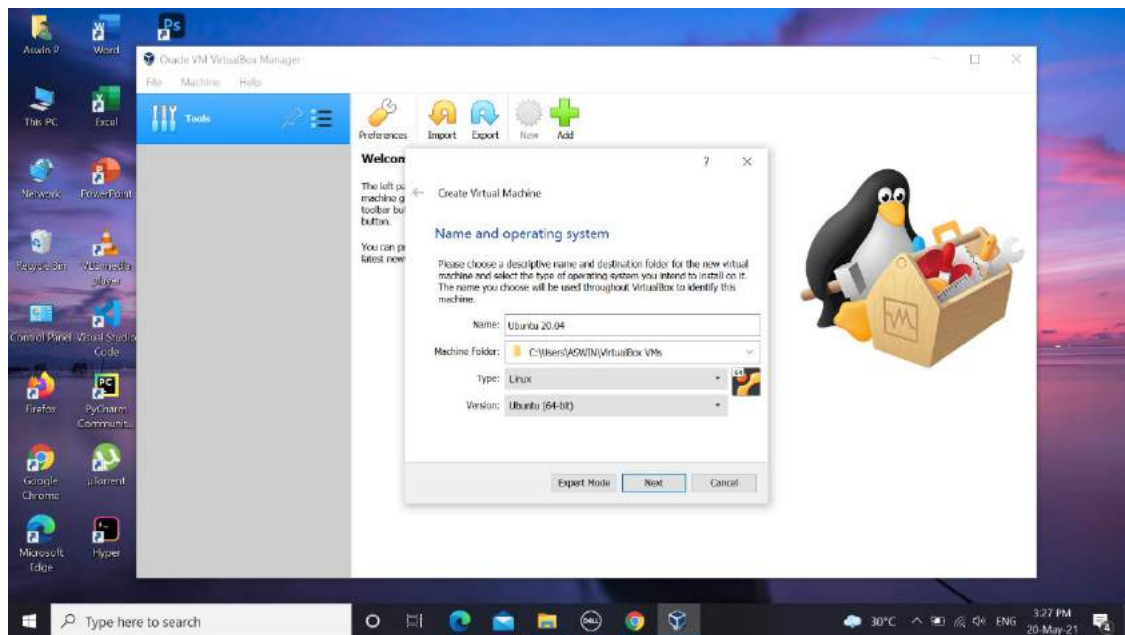 Aswin P
Word
Ps
This PC
Excel
Network
PowerPoint
Recycle Bin
VLC media
player
Control Panel
Visual Studio
Code
Firefox
PyCharm
Communit...
Google
Chrome
µTorrent
Microsoft
Edge
Hyper
Oracle VM VirtualBox Manager
File Machine Help
Tools
Preferences Import Export New Add
Welcom
The left pa
machine g
toolbar but
button.
You can pr
latest new
? ×
Create Virtual Machine
Name and operating system
Please choose a descriptive name and destination folder for the new virtual
machine and select the type of operating system you intend to install on it.
The name you choose will be used throughout VirtualBox to identify this
machine.
Name: Ubuntu 20.04
Machine Folder: C:\Users\ASWIN\VirtualBox VMs
Type: Linux
64
Version: Ubuntu (64-bit)
Expert Mode Next Cancel
Type here to search
DELL
30°C
ENG
3:27 PM
20-May-21
4